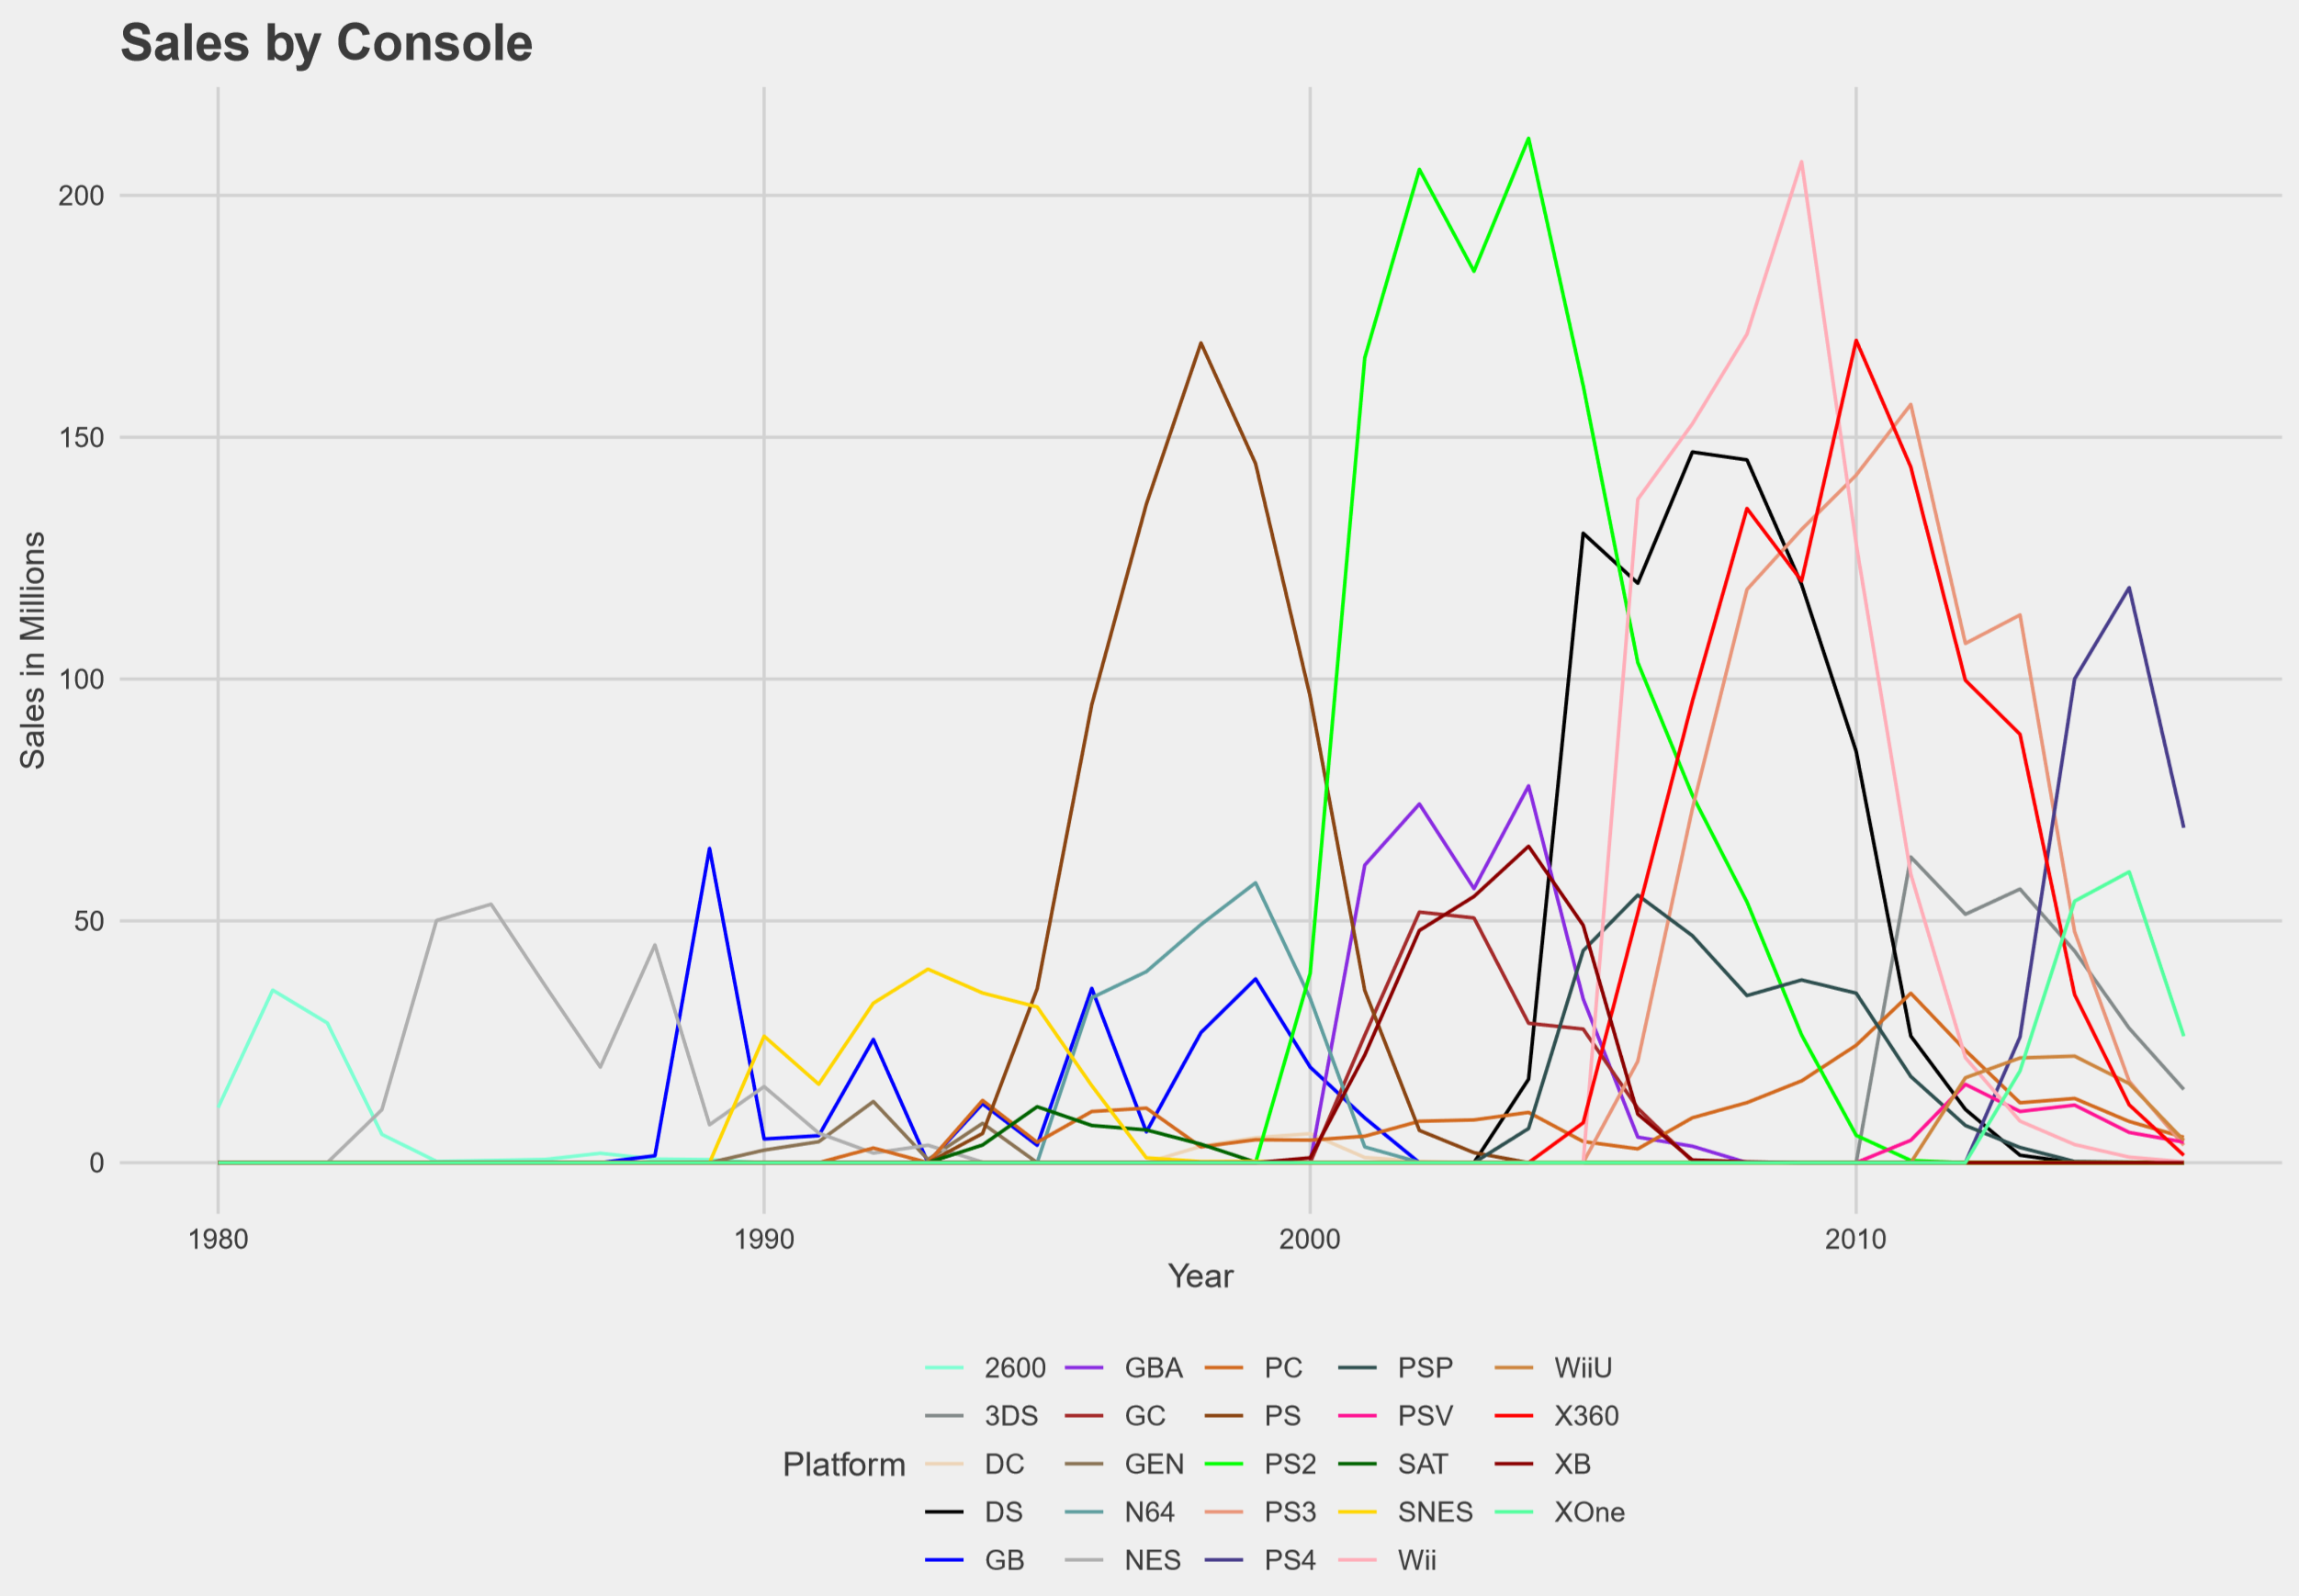 Sales by Console
Sales in Millions
200
150
100
50
0
1980 1990 2000 2010
Year
Platform
2600 GBA PC PSP WiiU
3DS GC PS PSV X360
DC GEN PS2 SAT XB
DS N64 PS3 SNES XOne
GB NES PS4 Wii